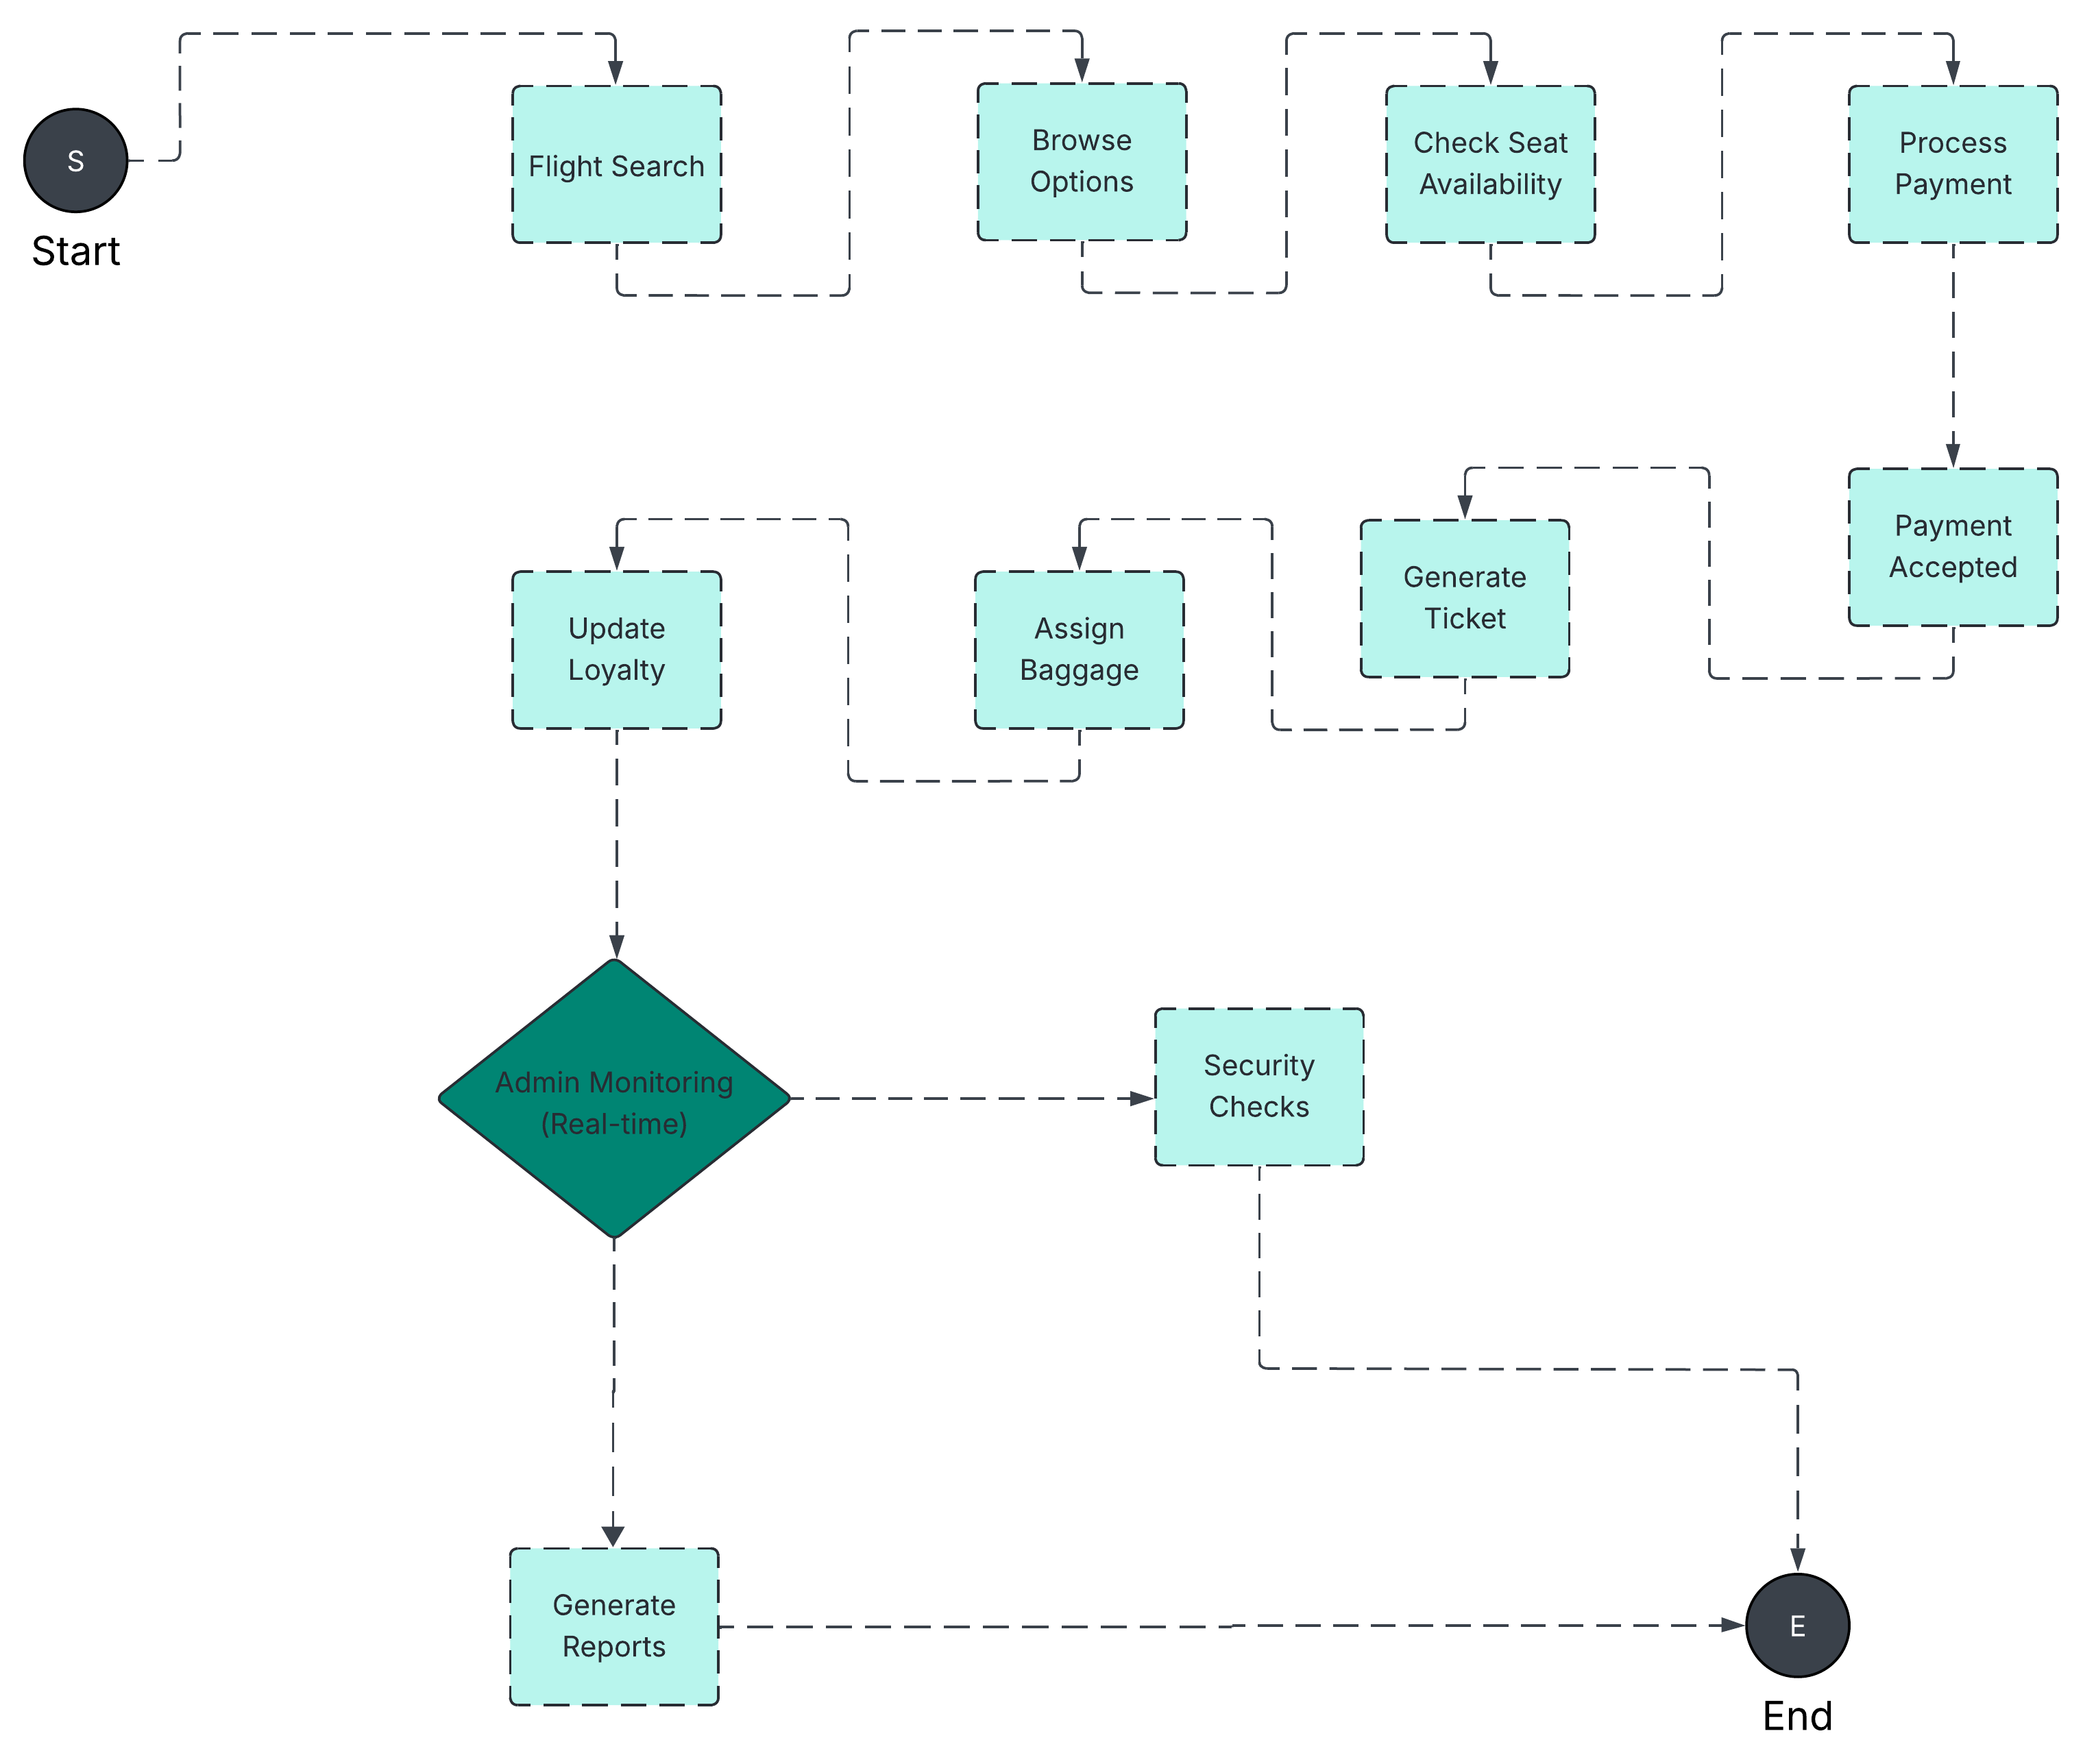 S
Start
Flight Search
Browse
Options
Check Seat
Availability
Process
Payment
Payment
Accepted
Generate
Ticket
Assign
Baggage
Update
Loyalty
Admin Monitoring
(Real-time)
Security
Checks
Generate
Reports
E
End